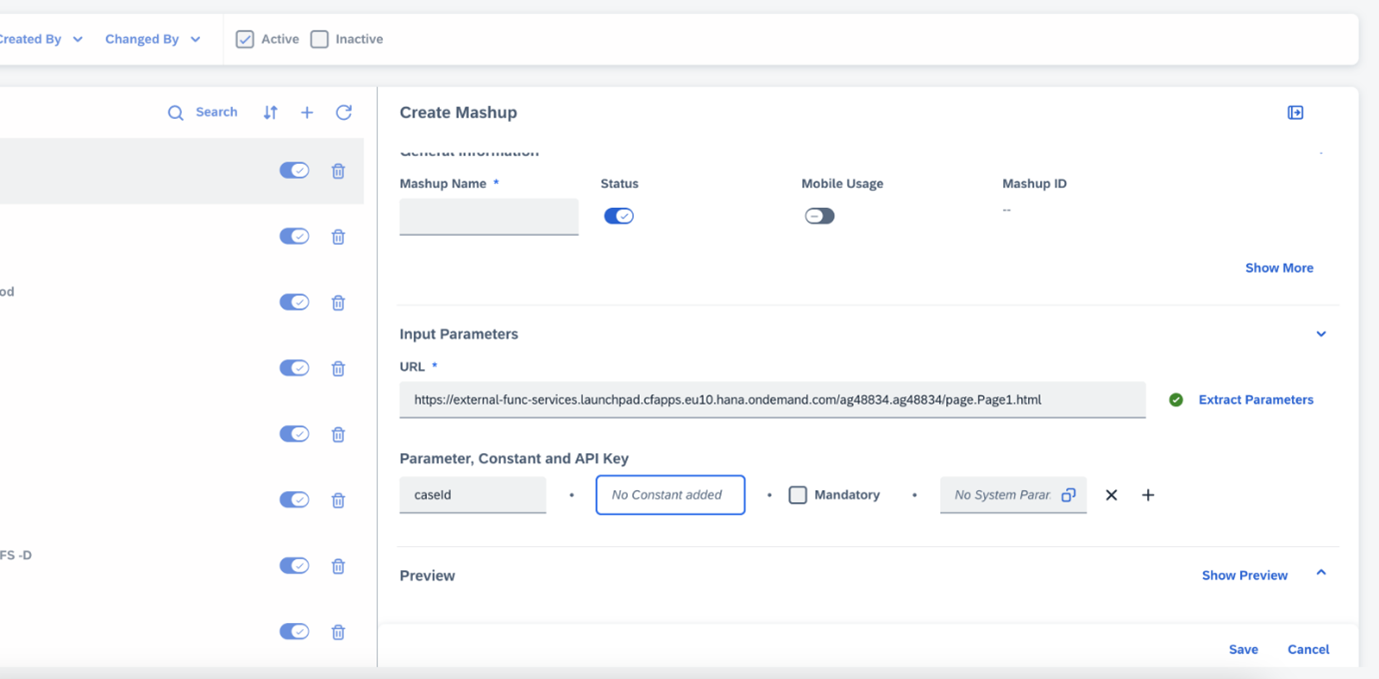 Created By Changed By Active Inactive
Search
od
FS -D
Create Mashup
General Information
Mashup Name * Status Mobile Usage Mashup ID
--
Show More
Input Parameters
URL *
https://external-func-services.launchpad.cfapps.eu10.hana.ondemand.com/ag48834.ag48834/page.Page1.html Extract Parameters
Parameter, Constant and API Key
caseId • No Constant added • Mandatory • No System Parar
Preview Show Preview
Save Cancel